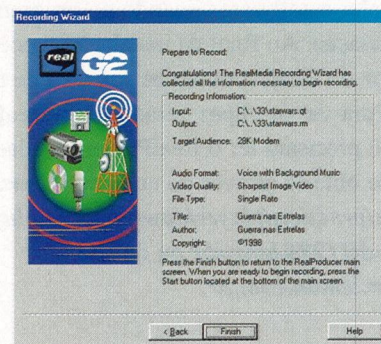 Recording Wizard
real G2
Prepare to Record:
Congratulations! The RealMedia Recording Wizard has
collected all the information necessary to begin recording.
Recording Information:
Input: C:\..\33\starwars.qt
Output: C:\..\33\starwars.rm
Target Audience: 28K Modem
Audio Format: Voice with Background Music
Video Quality: Sharpest Image Video
File Type: Single Rate
Title: Guerra nas Estrelas
Author: Guerra nas Estrelas
Copyright: ©1998
Press the Finish button to return to the RealProducer main
screen. When you are ready to begin recording, press the
Start button located at the bottom of the main screen.
< Back Finish Help